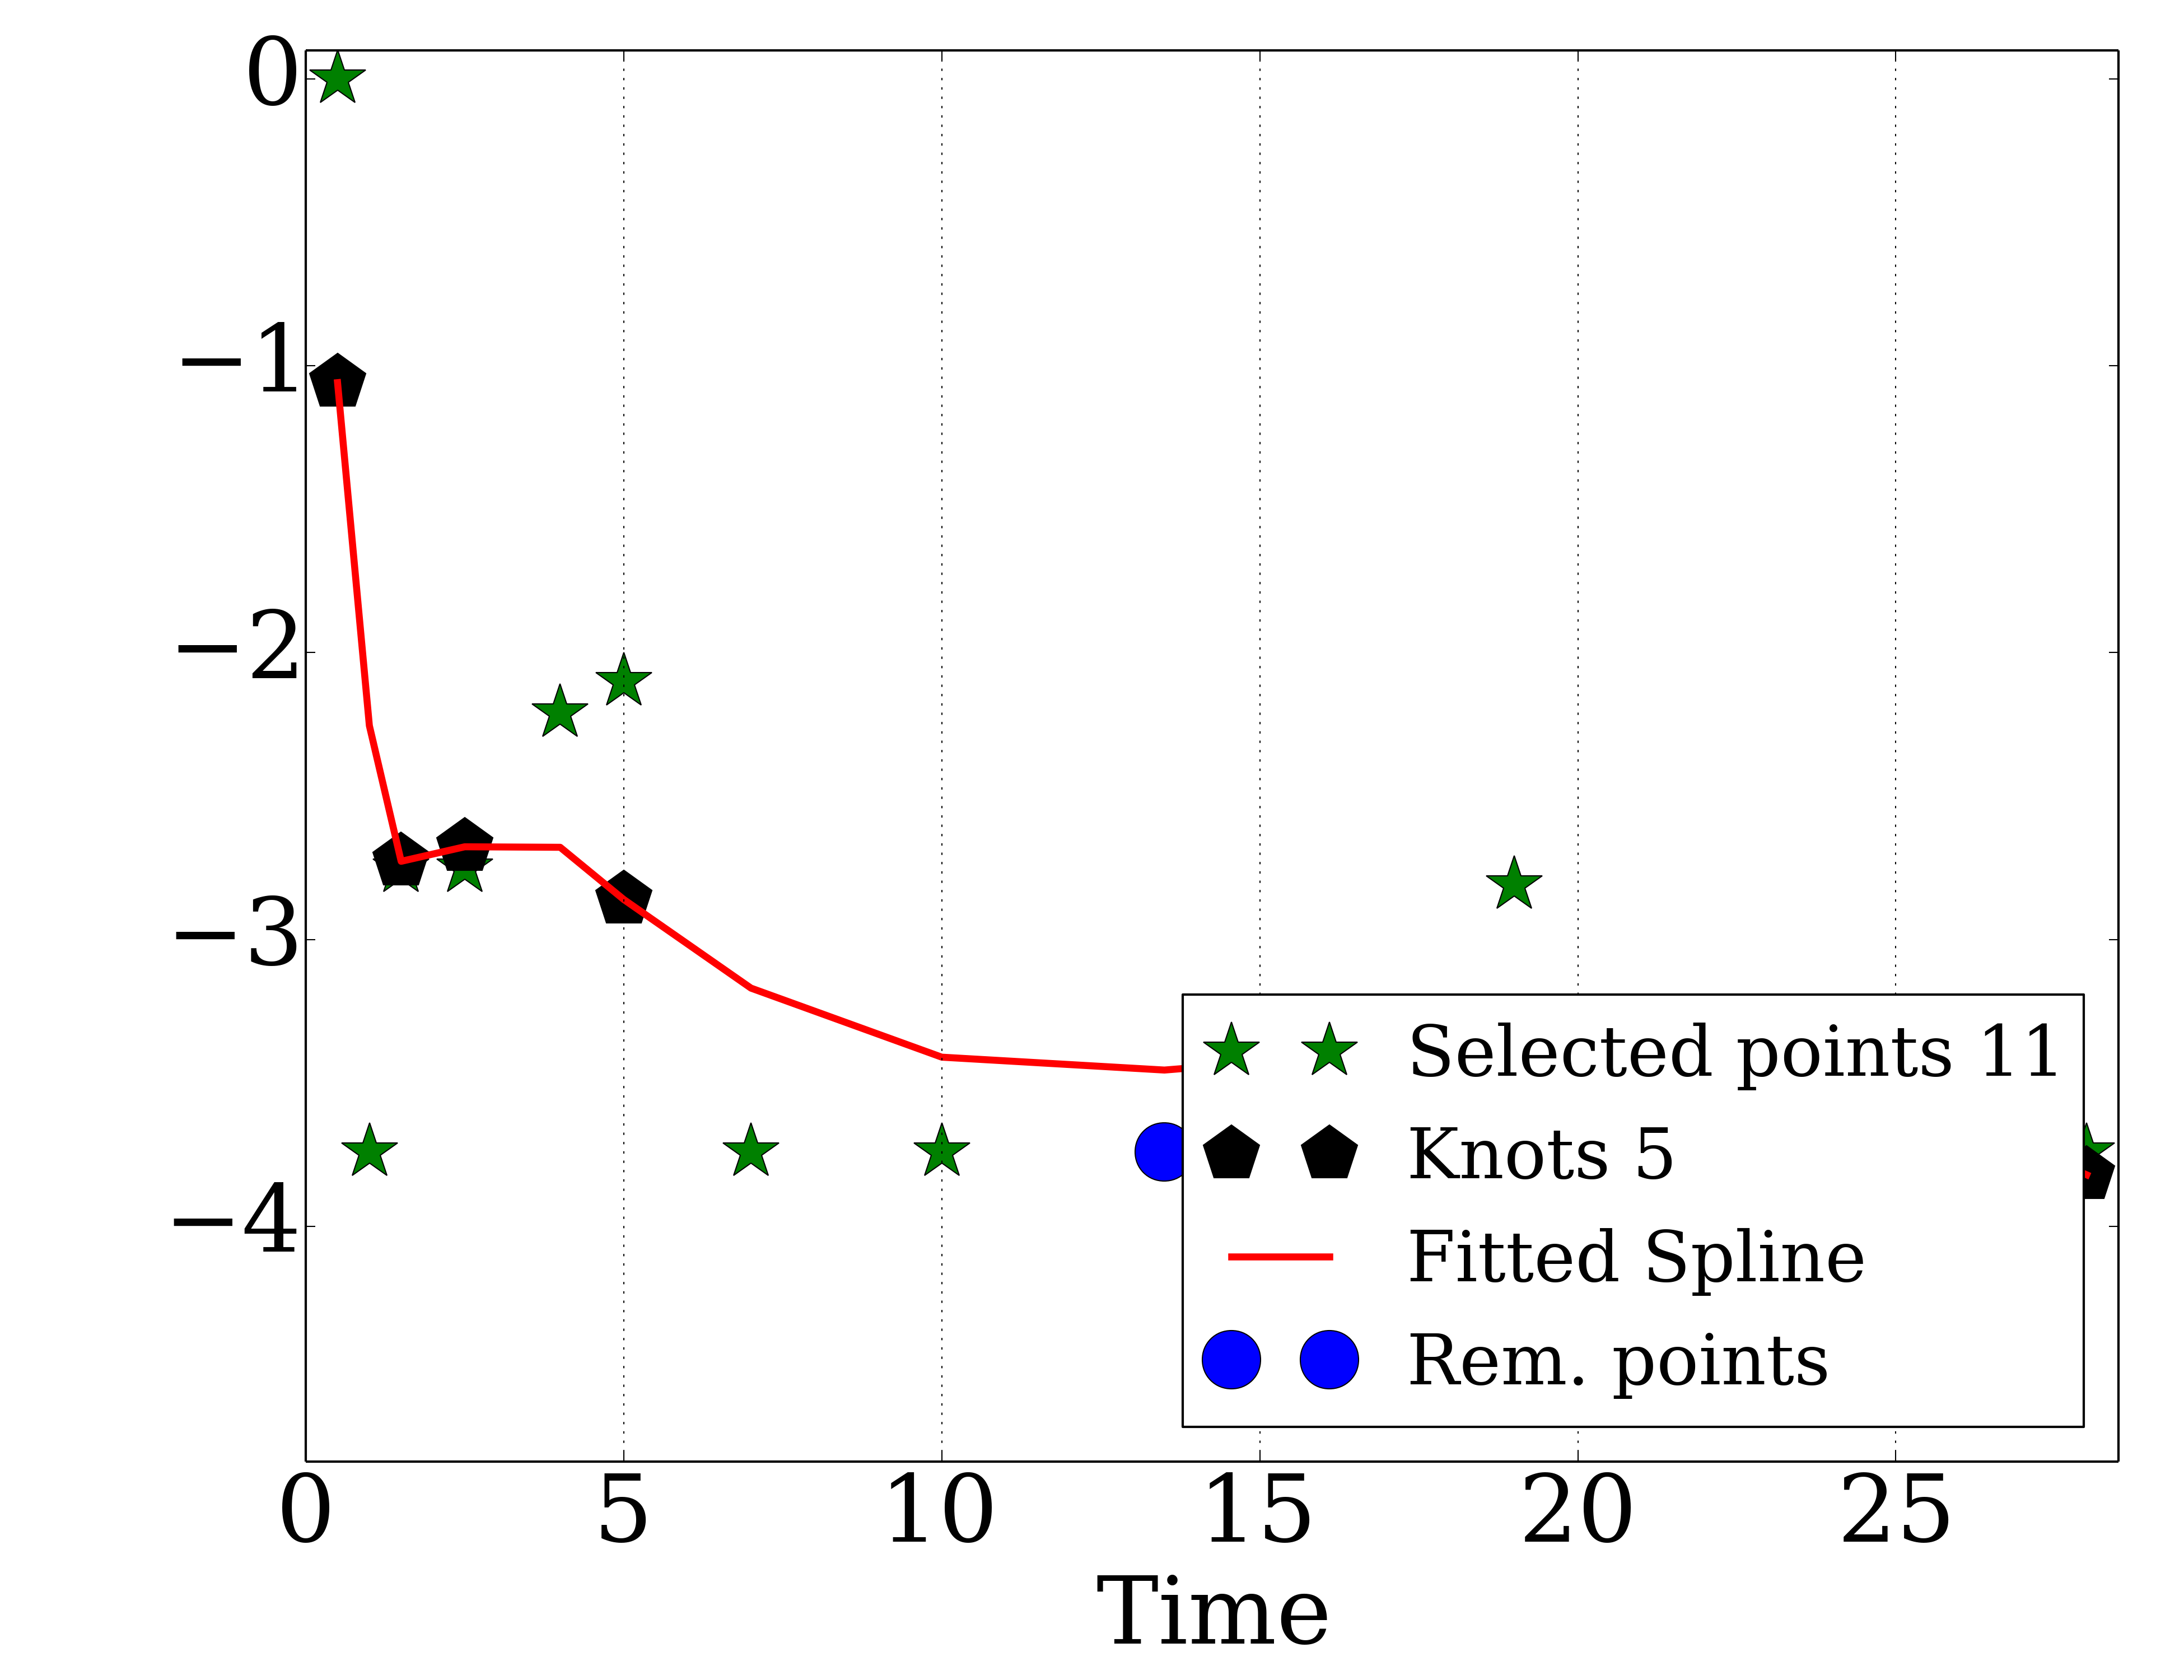 0
−1
−2
−3
−4
Selected points 11
Knots 5
Fitted Spline
Rem. points
0 5 10 15 20 25
Time